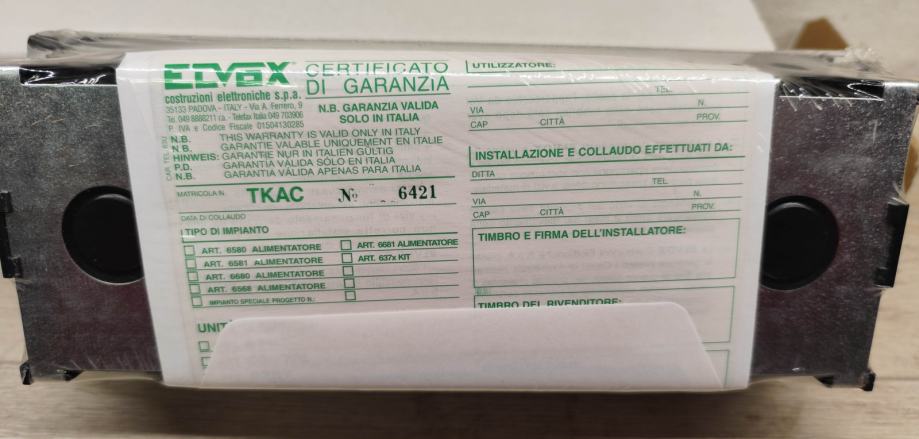 ELVOX
costruzioni elettroniche s.p.a.
35133 PADOVA - ITALY - Via A. Ferrero, 9
Tel. 049 8888211 r.a. - Telefax Italia 049 703906
P. IVA e Codice Fiscale 01504130285
CERTIFICATO
DI GARANZIA
N.B. GARANZIA VALIDA
SOLO IN ITALIA
N.B. THIS WARRANTY IS VALID ONLY IN ITALY
N.B. GARANTIE VALABLE UNIQUEMENT EN ITALIE
HINWEIS: GARANTIE NUR IN ITALIEN GÜLTIG
P.D. GARANTIA VÁLIDA SÓLO EN ITALIA
N.B. GARANTIA VÁLIDA APENAS PARA ITALIA
MATRICOLA N. TKAC № 6421
DATA DI COLLAUDO
TIPO DI IMPIANTO
ART. 6580 ALIMENTATORE
ART. 6581 ALIMENTATORE
ART. 6680 ALIMENTATORE
ART. 6568 ALIMENTATORE
IMPIANTO SPECIALE PROGETTO N.:
ART. 6681 ALIMENTATORE
ART. 637x KIT
UNIT
UTILIZZATORE:
TEL.
VIA N.
CAP CITTÀ PROV.
INSTALLAZIONE E COLLAUDO EFFETTUATI DA:
DITTA
TEL.
VIA N.
CAP CITTÀ PROV.
TIMBRO E FIRMA DELL'INSTALLATORE:
TIMBRO DEL RIVENDITORE: